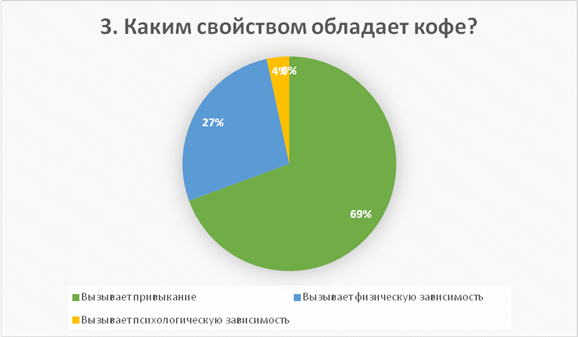 3. Каким свойством обладает кофе?
4% 0%
27%
69%
Вызывает привыкание
Вызывает физическую зависимость
Вызывает психологическую зависимость